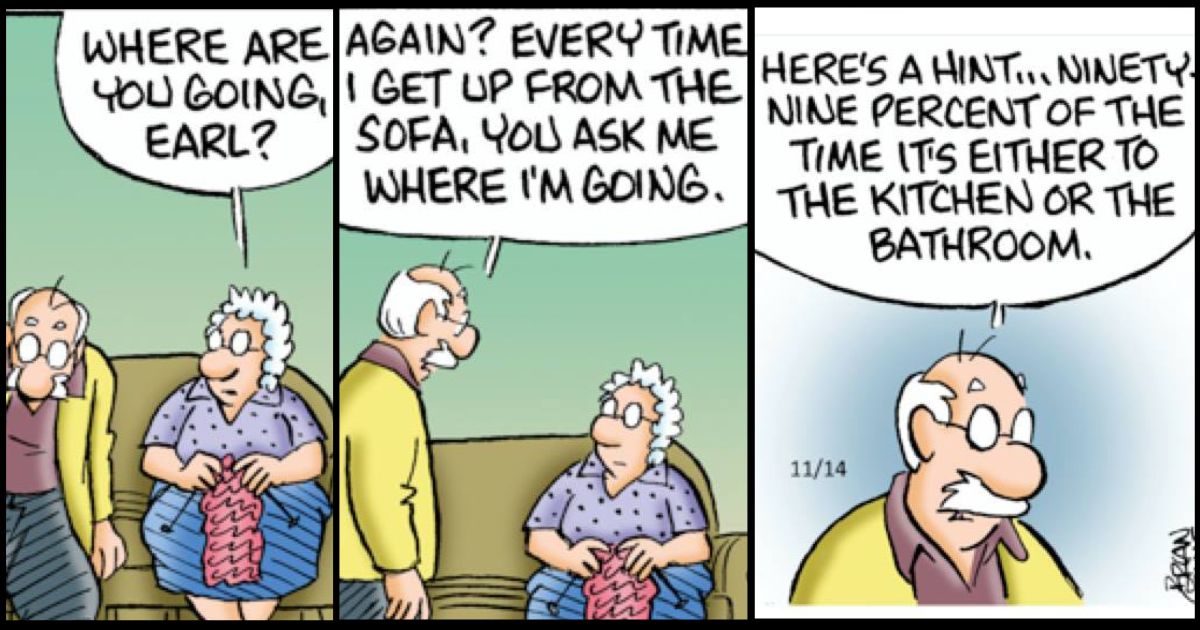 WHERE ARE
YOU GOING,
EARL?
AGAIN? EVERY TIME
I GET UP FROM THE
SOFA, YOU ASK ME
WHERE I'M GOING.
HERE'S A HINT... NINETY-
NINE PERCENT OF THE
TIME IT'S EITHER TO
THE KITCHEN OR THE
BATHROOM.
11/14
BRIAN